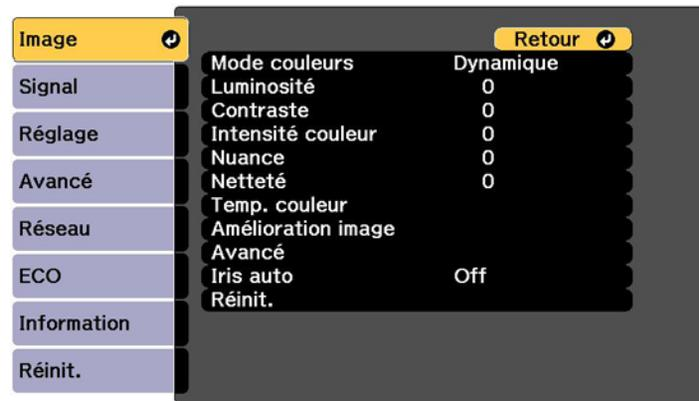 Image
Signal
Réglage
Avancé
Réseau
ECO
Information
Réinit.
Retour
Mode couleurs Dynamique
Luminosité 0
Contraste 0
Intensité couleur 0
Nuance 0
Netteté 0
Temp. couleur
Amélioration image
Avancé
Iris auto Off
Réinit.